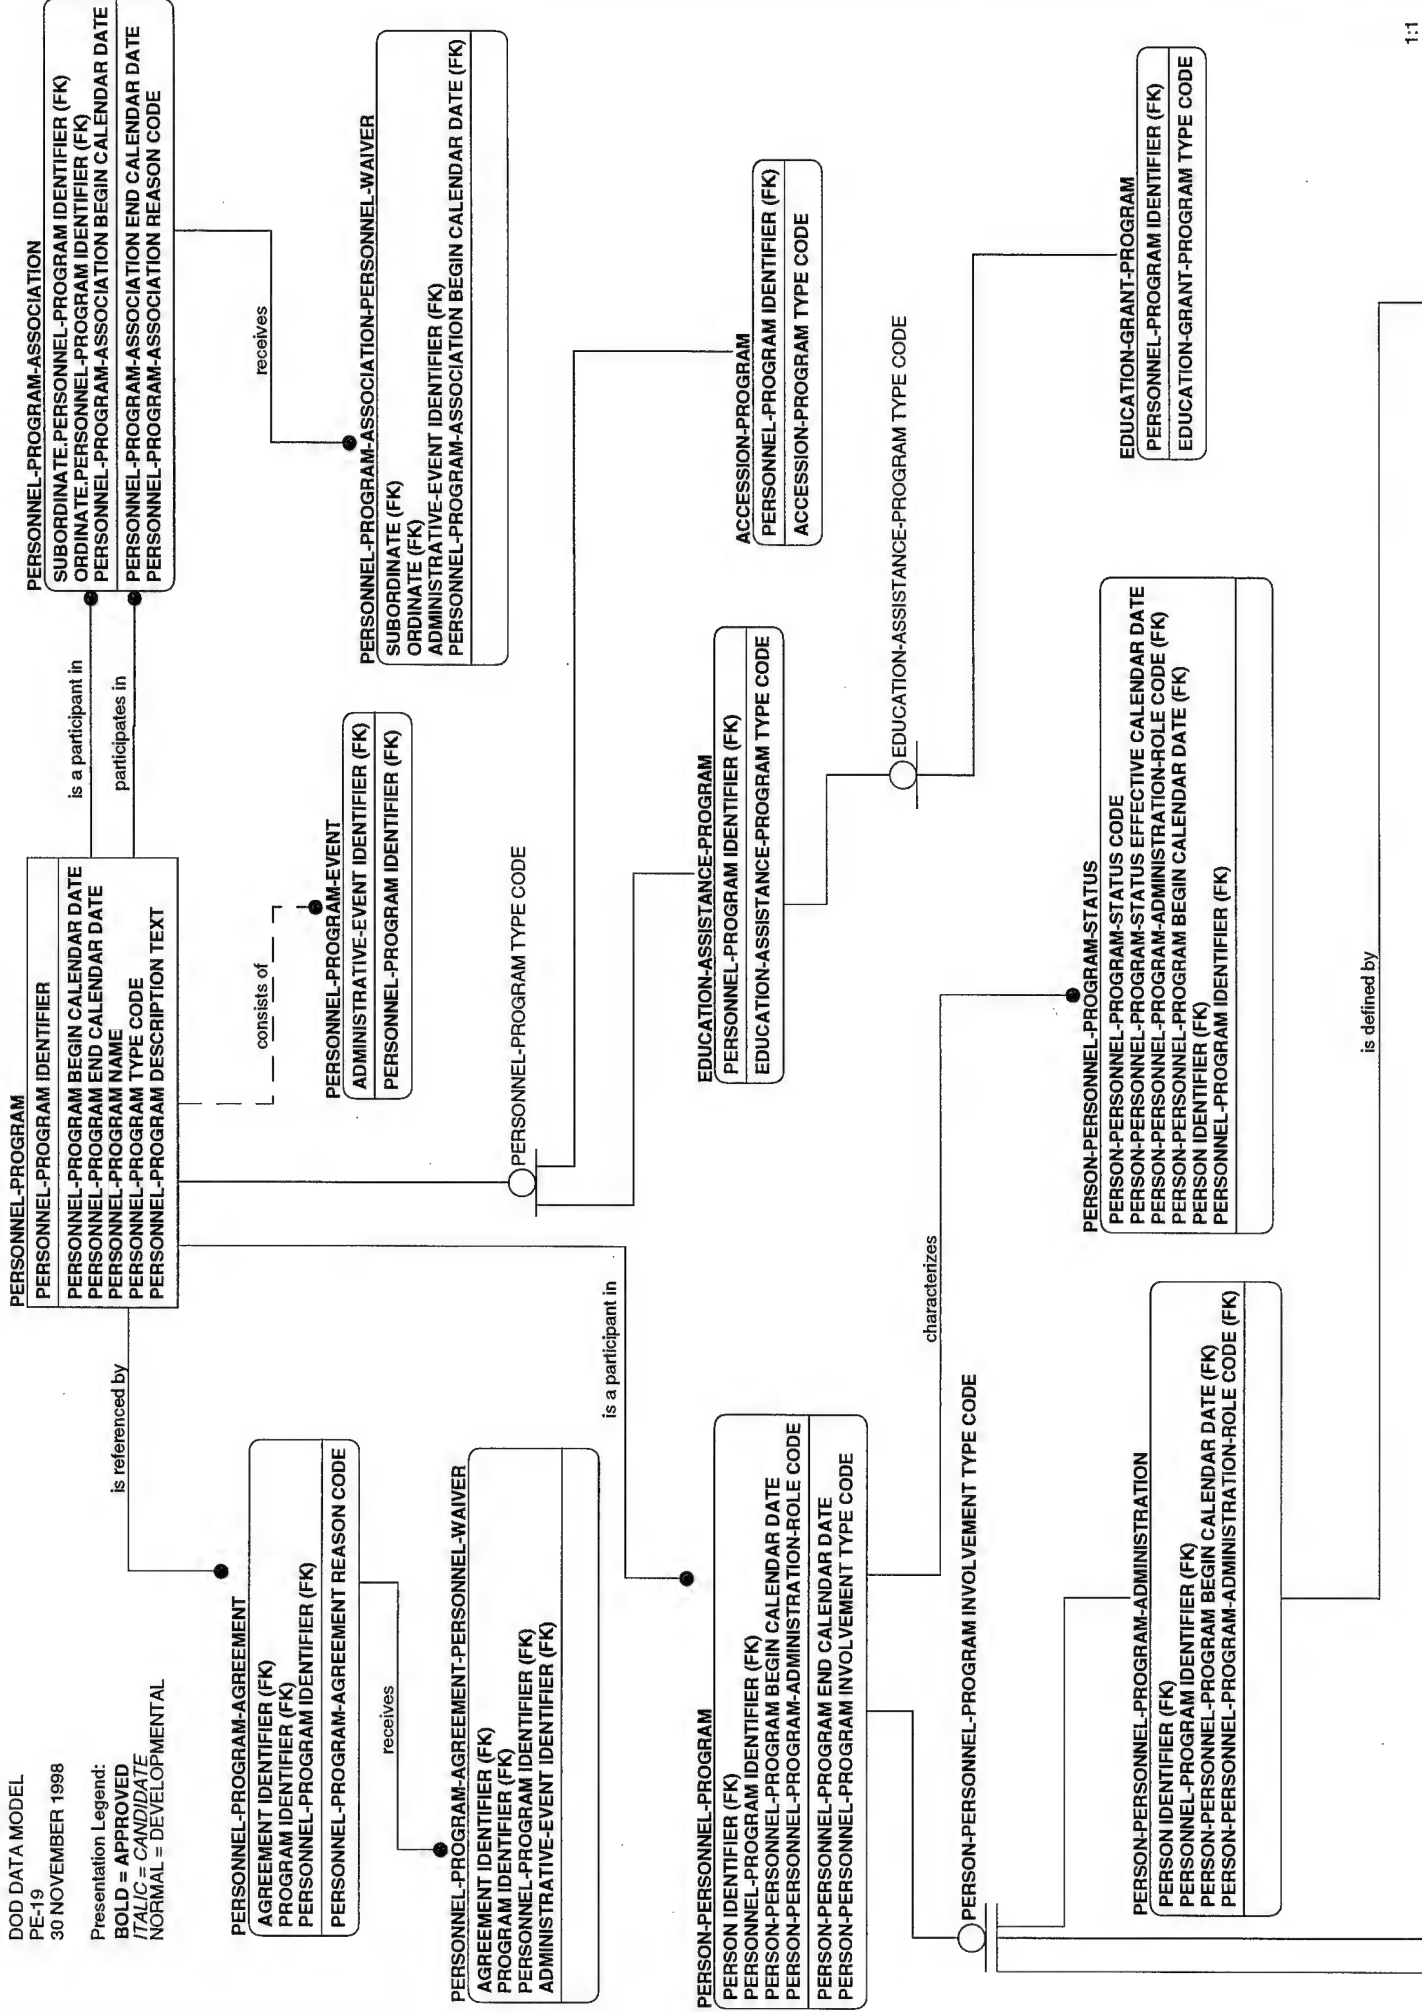 DOD DATA MODEL
PE-19
30 NOVEMBER 1998
Presentation Legend:
BOLD = APPROVED
ITALIC = CANDIDATE
NORMAL = DEVELOPMENTAL
PERSONNEL-PROGRAM
PERSONNEL-PROGRAM IDENTIFIER
PERSONNEL-PROGRAM BEGIN CALENDAR DATE
PERSONNEL-PROGRAM END CALENDAR DATE
PERSONNEL-PROGRAM NAME
PERSONNEL-PROGRAM TYPE CODE
PERSONNEL-PROGRAM DESCRIPTION TEXT
is a participant in
participates in
PERSONNEL-PROGRAM-ASSOCIATION
SUBORDINATE.PERSONNEL-PROGRAM IDENTIFIER (FK)
ORDINATE.PERSONNEL-PROGRAM IDENTIFIER (FK)
PERSONNEL-PROGRAM-ASSOCIATION BEGIN CALENDAR DATE
PERSONNEL-PROGRAM-ASSOCIATION END CALENDAR DATE
PERSONNEL-PROGRAM-ASSOCIATION REASON CODE
is referenced by
consists of
receives
PERSONNEL-PROGRAM-AGREEMENT
AGREEMENT IDENTIFIER (FK)
PROGRAM IDENTIFIER (FK)
PERSONNEL-PROGRAM IDENTIFIER (FK)
PERSONNEL-PROGRAM-AGREEMENT REASON CODE
receives
PERSONNEL-PROGRAM-EVENT
ADMINISTRATIVE-EVENT IDENTIFIER (FK)
PERSONNEL-PROGRAM IDENTIFIER (FK)
PERSONNEL-PROGRAM-ASSOCIATION-PERSONNEL-WAIVER
SUBORDINATE (FK)
ORDINATE (FK)
ADMINISTRATIVE-EVENT IDENTIFIER (FK)
PERSONNEL-PROGRAM-ASSOCIATION BEGIN CALENDAR DATE (FK)
PERSONNEL-PROGRAM-AGREEMENT-PERSONNEL-WAIVER
AGREEMENT IDENTIFIER (FK)
PROGRAM IDENTIFIER (FK)
PERSONNEL-PROGRAM IDENTIFIER (FK)
ADMINISTRATIVE-EVENT IDENTIFIER (FK)
PERSONNEL-PROGRAM TYPE CODE
is a participant in
PERSON-PERSONNEL-PROGRAM
PERSON IDENTIFIER (FK)
PERSONNEL-PROGRAM IDENTIFIER (FK)
PERSON-PERSONNEL-PROGRAM BEGIN CALENDAR DATE
PERSON-PERSONNEL-PROGRAM-ADMINISTRATION-ROLE CODE
PERSON-PERSONNEL-PROGRAM END CALENDAR DATE
PERSON-PERSONNEL-PROGRAM INVOLVEMENT TYPE CODE
EDUCATION-ASSISTANCE-PROGRAM
PERSONNEL-PROGRAM IDENTIFIER (FK)
EDUCATION-ASSISTANCE-PROGRAM TYPE CODE
ACCESSION-PROGRAM
PERSONNEL-PROGRAM IDENTIFIER (FK)
ACCESSION-PROGRAM TYPE CODE
EDUCATION-ASSISTANCE-PROGRAM TYPE CODE
characterizes
PERSON-PERSONNEL-PROGRAM INVOLVEMENT TYPE CODE
PERSON-PERSONNEL-PROGRAM-STATUS
PERSON-PERSONNEL-PROGRAM-STATUS CODE
PERSON-PERSONNEL-PROGRAM-STATUS EFFECTIVE CALENDAR DATE
PERSON-PERSONNEL-PROGRAM-ADMINISTRATION-ROLE CODE (FK)
PERSON-PERSONNEL-PROGRAM BEGIN CALENDAR DATE (FK)
PERSON IDENTIFIER (FK)
PERSONNEL-PROGRAM IDENTIFIER (FK)
EDUCATION-GRANT-PROGRAM
PERSONNEL-PROGRAM IDENTIFIER (FK)
EDUCATION-GRANT-PROGRAM TYPE CODE
PERSON-PERSONNEL-PROGRAM-ADMINISTRATION
PERSON IDENTIFIER (FK)
PERSONNEL-PROGRAM IDENTIFIER (FK)
PERSON-PERSONNEL-PROGRAM BEGIN CALENDAR DATE (FK)
PERSON-PERSONNEL-PROGRAM-ADMINISTRATION-ROLE CODE (FK)
is defined by
1:1